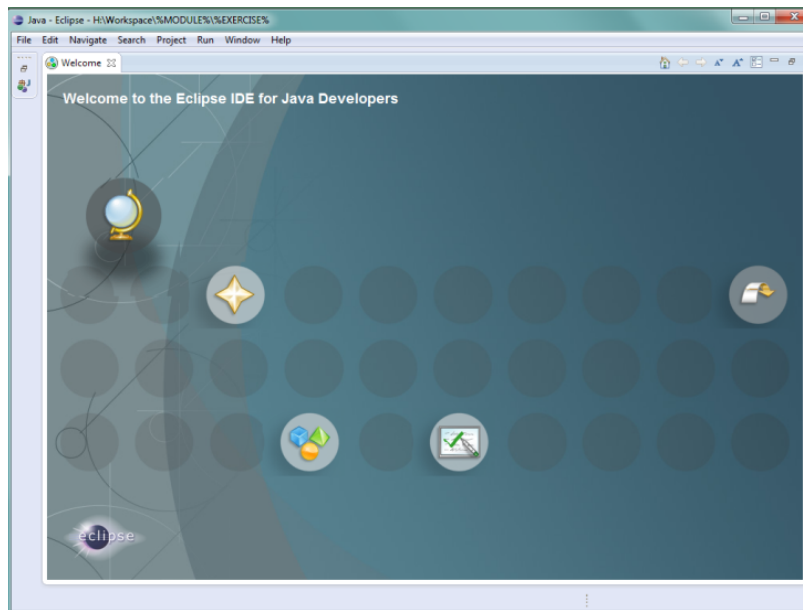 Java - Eclipse - H:\Workspace\%MODULE%\%EXERCISE%
File Edit Navigate Search Project Run Window Help
Welcome
Welcome to the Eclipse IDE for Java Developers
eclipse